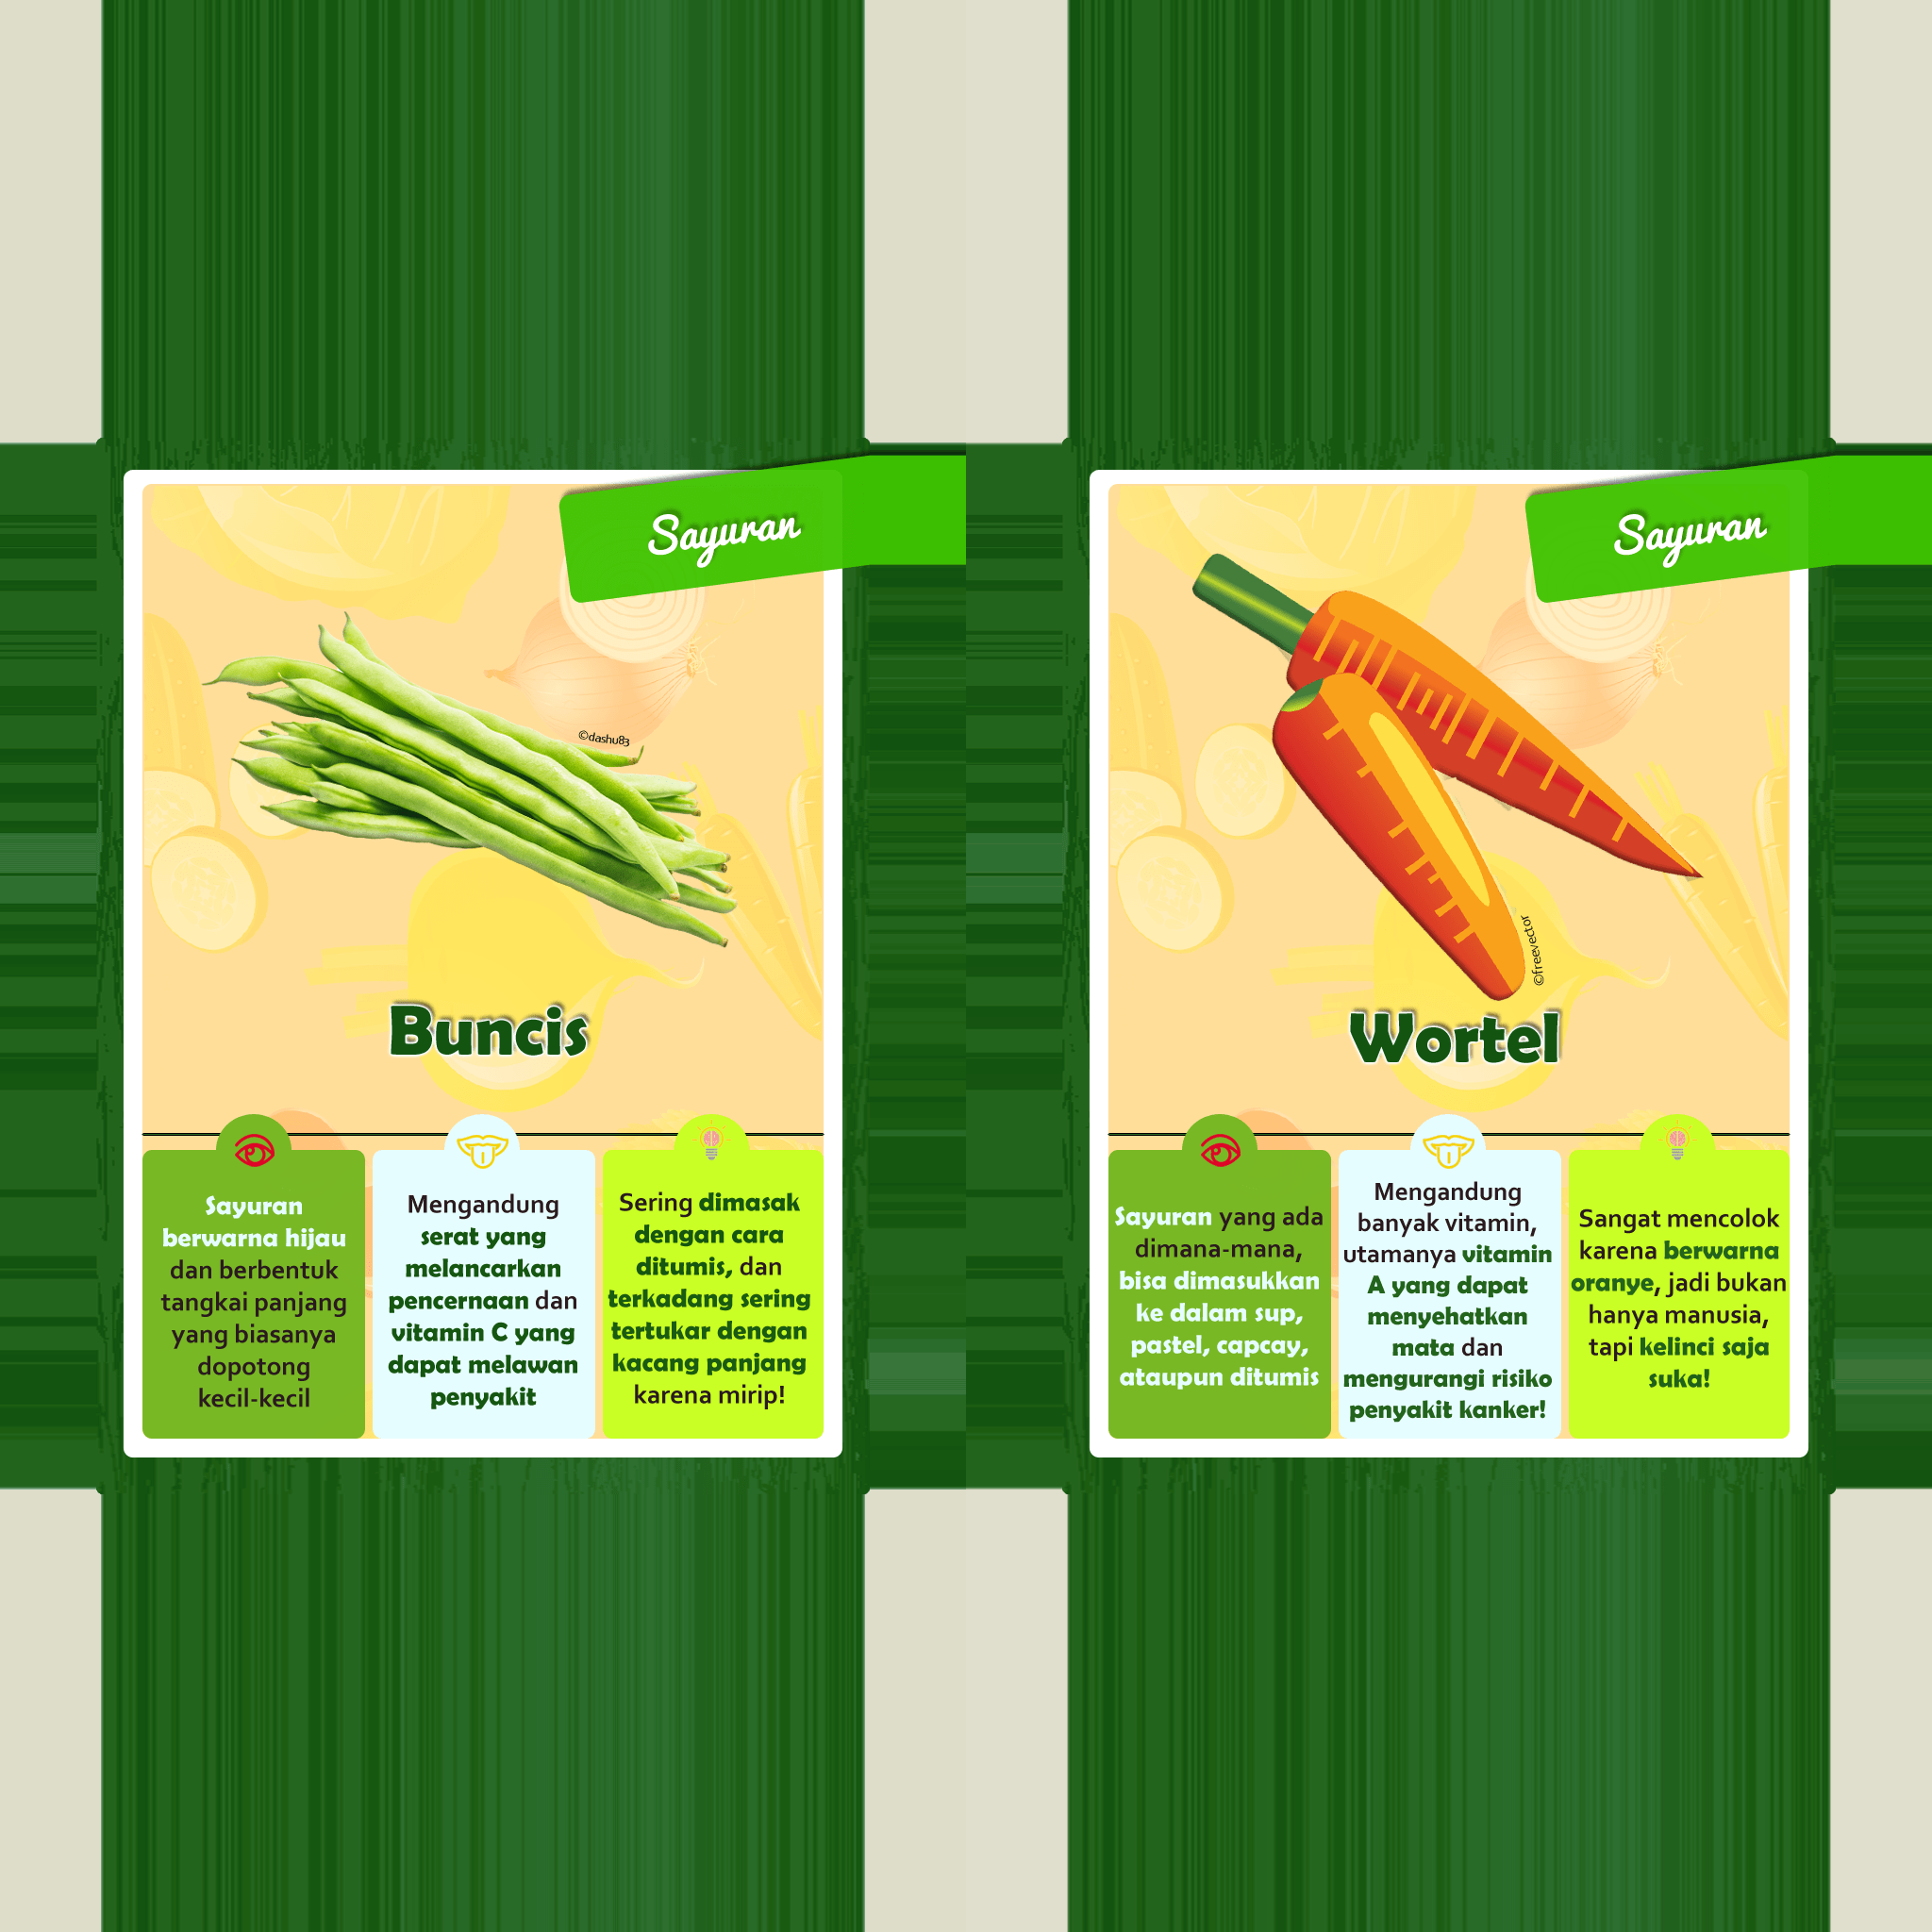 Sayuran
©dashu83
Buncis
Sayuran
berwarna hijau
dan berbentuk
tangkai panjang
yang biasanya
dopotong
kecil-kecil
Mengandung
serat yang
melancarkan
pencernaan dan
vitamin C yang
dapat melawan
penyakit
Sering dimasak
dengan cara
ditumis, dan
terkadang sering
tertukar dengan
kacang panjang
karena mirip!
Sayuran
©freevector
Wortel
Sayuran yang ada
dimana-mana,
bisa dimasukkan
ke dalam sup,
pastel, capcay,
ataupun ditumis
Mengandung
banyak vitamin,
utamanya vitamin
A yang dapat
menyehatkan
mata dan
mengurangi risiko
penyakit kanker!
Sangat mencolok
karena berwarna
oranye, jadi bukan
hanya manusia,
tapi kelinci saja
suka!